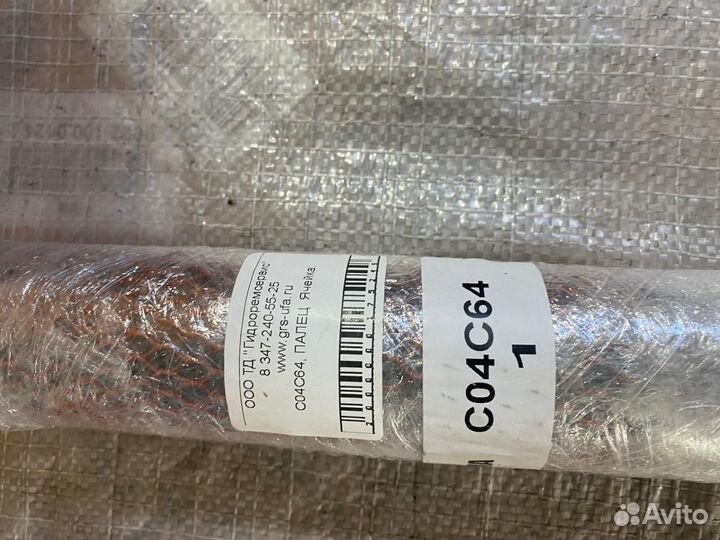 ООО ТД "Гидроремсервис"
8 347-240-55-25
www.grs-ufa.ru
C04C64, ПАЛЕЦ Ячейка:
C04C64
1
Avito